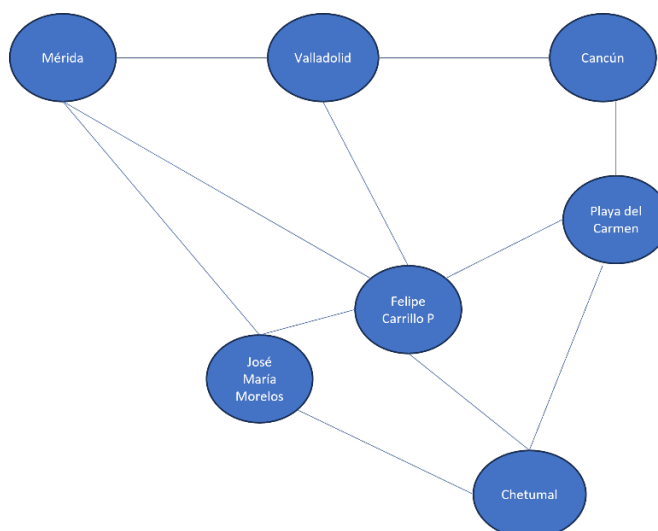 Mérida
Valladolid
Cancún
Playa del
Carmen
Felipe
Carrillo P
José
María
Morelos
Chetumal